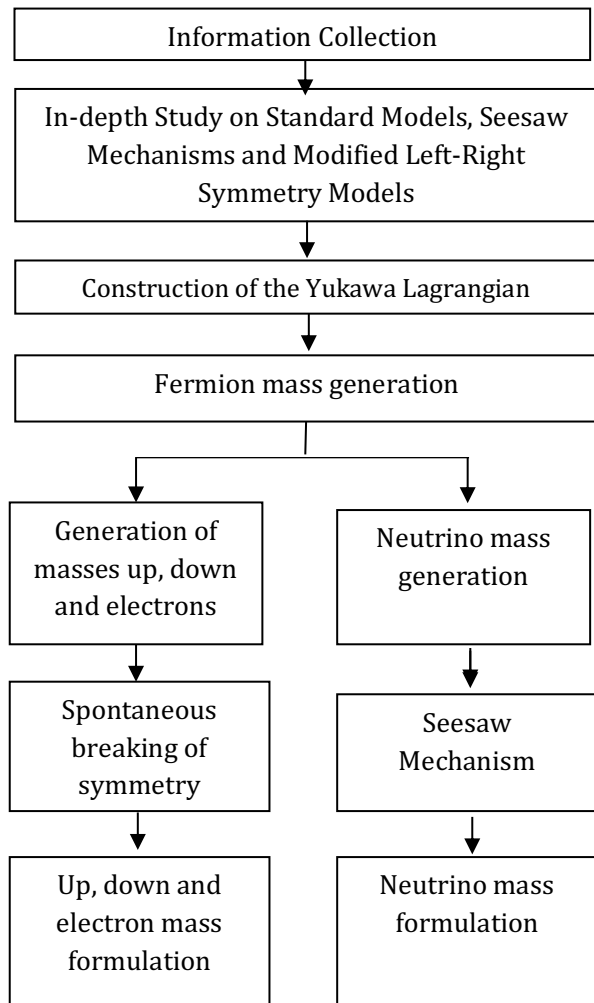 Information Collection
In-depth Study on Standard Models, Seesaw
Mechanisms and Modified Left-Right
Symmetry Models
Construction of the Yukawa Lagrangian
Fermion mass generation
Generation of
masses up, down
and electrons
Neutrino mass
generation
Spontaneous
breaking of
symmetry
Seesaw
Mechanism
Up, down and
electron mass
formulation
Neutrino mass
formulation